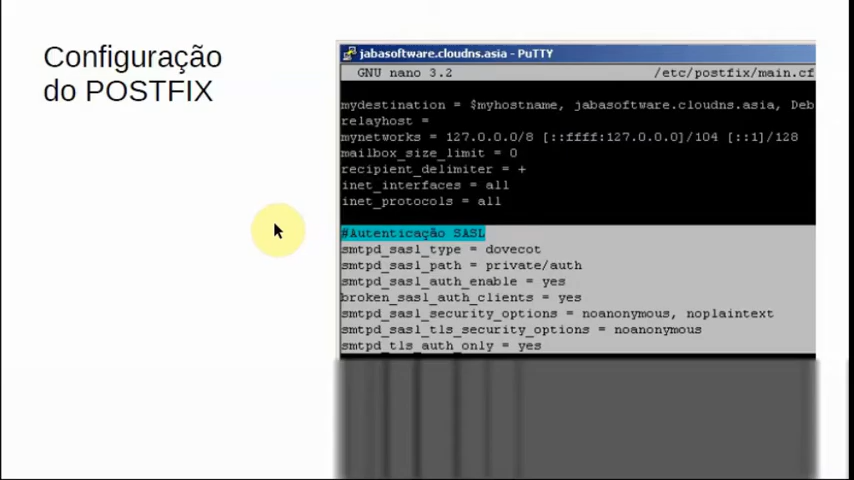 Configuração
do POSTFIX
jabasoftware.cloudns.asia - PuTTY
GNU nano 3.2 /etc/postfix/main.cf
mydestination = $myhostname, jabasoftware.cloudns.asia, Deb
relayhost =
mynetworks = 127.0.0.0/8 [::ffff:127.0.0.0]/104 [::1]/128
mailbox_size_limit = 0
recipient_delimiter = +
inet_interfaces = all
inet_protocols = all
#Autenticação SASL
smtpd_sasl_type = dovecot
smtpd_sasl_path = private/auth
smtpd_sasl_auth_enable = yes
broken_sasl_auth_clients = yes
smtpd_sasl_security_options = noanonymous, noplaintext
smtpd_sasl_tls_security_options = noanonymous
smtpd_tls_auth_only = yes